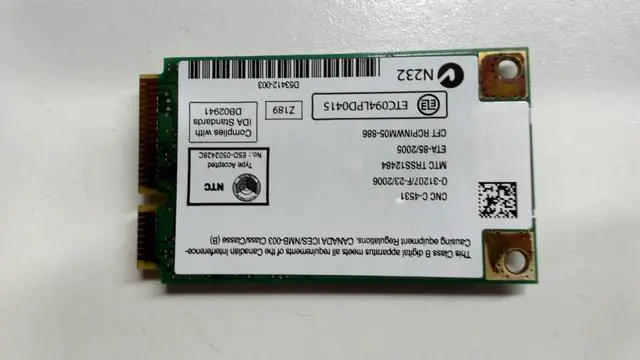 This Class B digital apparatus meets all requirements of the Canadian Interference-
Causing equipment Regulations. CANADA ICES/NMB-003 Class/Classe (B)
CNC C-4531
0-31207/F-23/2006
MTC TRSS12484
ETA-85/2005
CFT RCPINWM05-886
NTC
Type Accepted
No.: ESD-0502428C
Complies with
IDA Standards
DB02941
Z189
ETC094LPD0415
D53412-003
N232